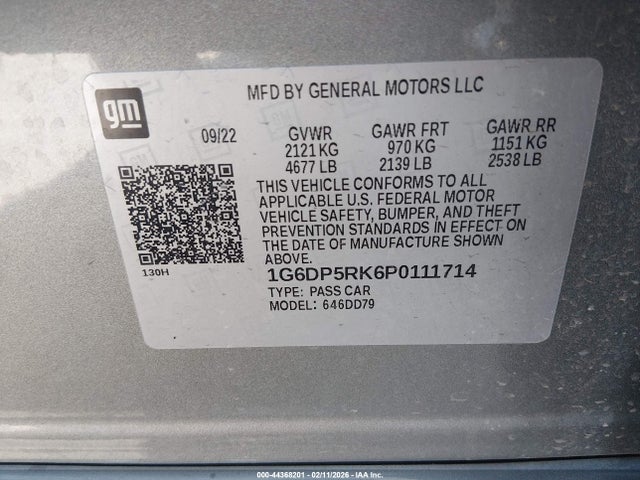 MFD BY GENERAL MOTORS LLC
gm
09/22 GVWR GAWR FRT GAWR RR
2121 KG 970 KG 1151 KG
4677 LB 2139 LB 2538 LB
THIS VEHICLE CONFORMS TO ALL
APPLICABLE U.S. FEDERAL MOTOR
VEHICLE SAFETY, BUMPER, AND THEFT
PREVENTION STANDARDS IN EFFECT ON
THE DATE OF MANUFACTURE SHOWN
ABOVE.
130H
1G6DP5RK6P0111714
TYPE: PASS CAR
MODEL: 646DD79
000-44368201 - 02/11/2026 - IAA Inc.